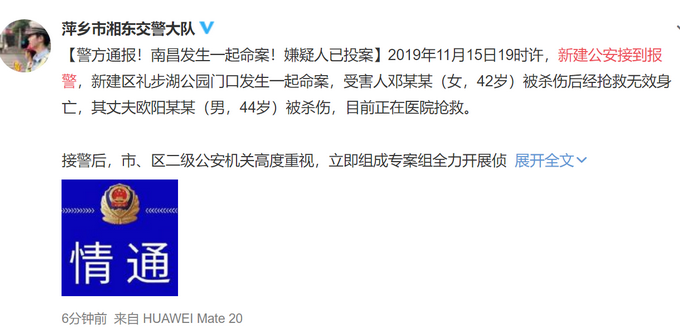 萍乡市湘东交警大队
【警方通报！南昌发生一起命案！嫌疑人已投案】2019年11月15日19时许，新建公安接到报
警，新建区礼步湖公园门口发生一起命案，受害人邓某某（女，42岁）被杀伤后经抢救无效身
亡，其丈夫欧阳某某（男，44岁）被杀伤，目前正在医院抢救。
接警后，市、区二级公安机关高度重视，立即组成专案组全力开展侦 展开全文
情通
6分钟前 来自 HUAWEI Mate 20